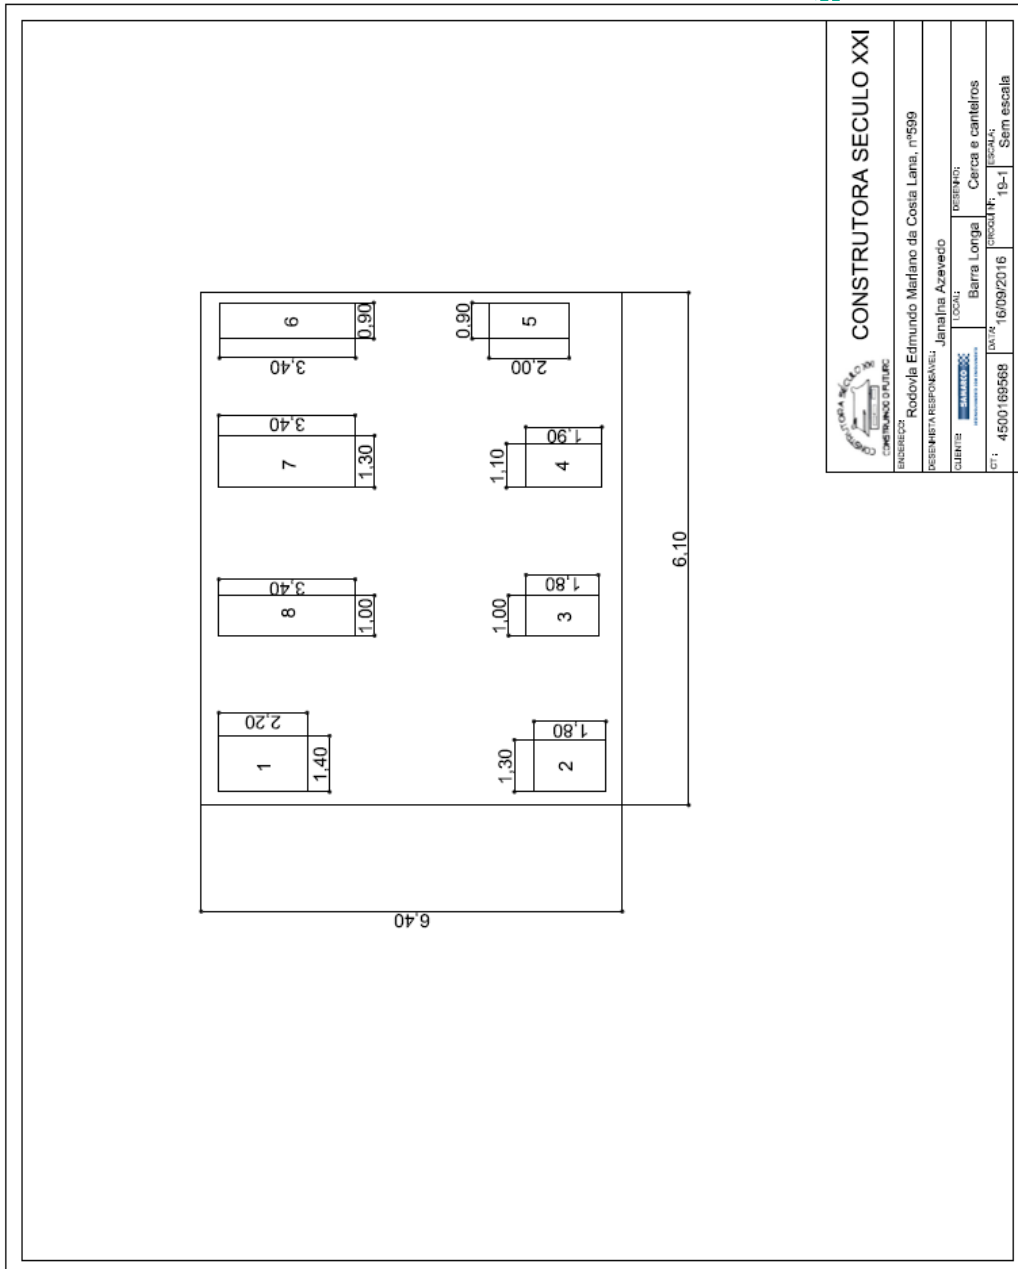 CONSTRUTORA SECULO XXI
CONSTRUTORA SECULO XXI
CONSTRUINDO O FUTURO
ENDEREÇO: Rodovia Edmundo Mariano da Costa Lana, nº599
DESENHISTA RESPONSÁVEL: Janaína Azevedo
CLIENTE: SAMARCO
LOCAL: Barra Longa
DESENHO: Cerca e canteiros
CT: 4500169568
DATA: 16/09/2016
CROQUI Nº: 19-1
ESCALA: Sem escala
6
3,40
0,90
5
0,90
2,00
7
3,40
1,30
4
1,10
1,90
8
3,40
1,00
3
1,00
1,80
1
2,20
1,40
2
1,30
1,80
6,10
6,40